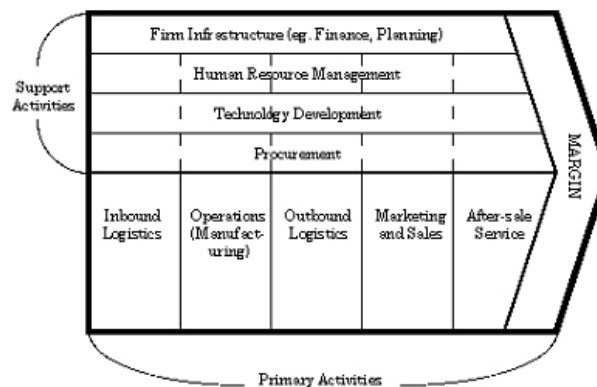 Firm Infrastructure (eg. Finance, Planning)
Human Resource Management
Support
Activities
Technology Development
Procurement
MARGIN
Inbound
Logistics
Operations
(Manufact-
uring)
Outbound
Logistics
Marketing
and Sales
After-sale
Service
Primary Activities